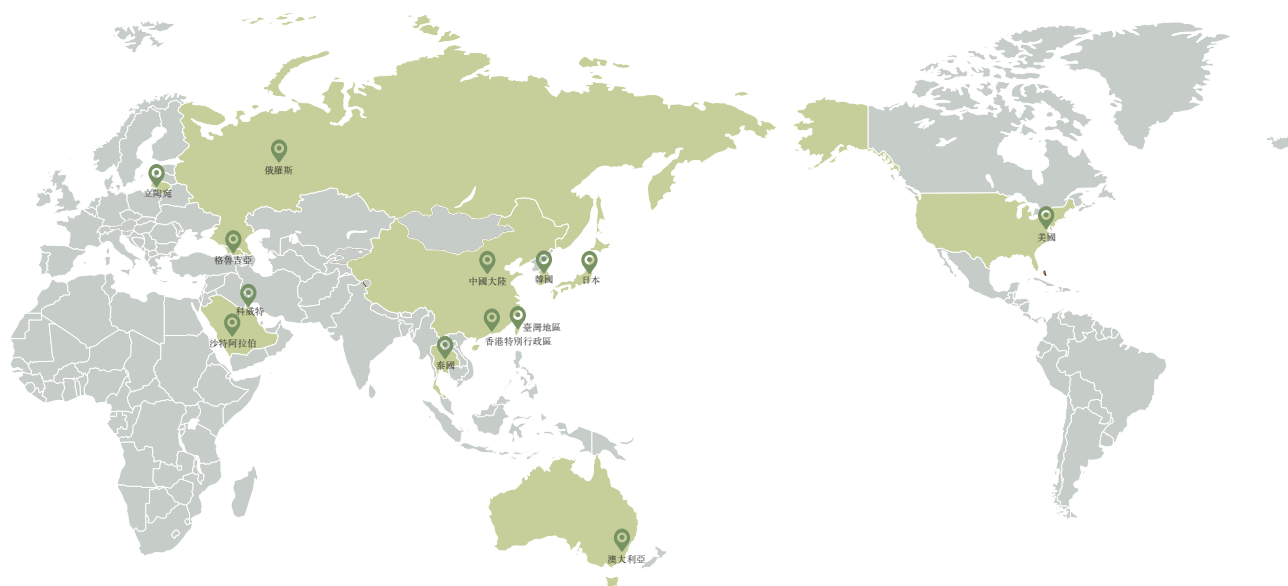 俄羅斯
立陶宛
美國
格魯吉亞
中國大陸
韓國
日本
科威特
臺灣地區
沙特阿拉伯
香港特別行政區
泰國
澳大利亞